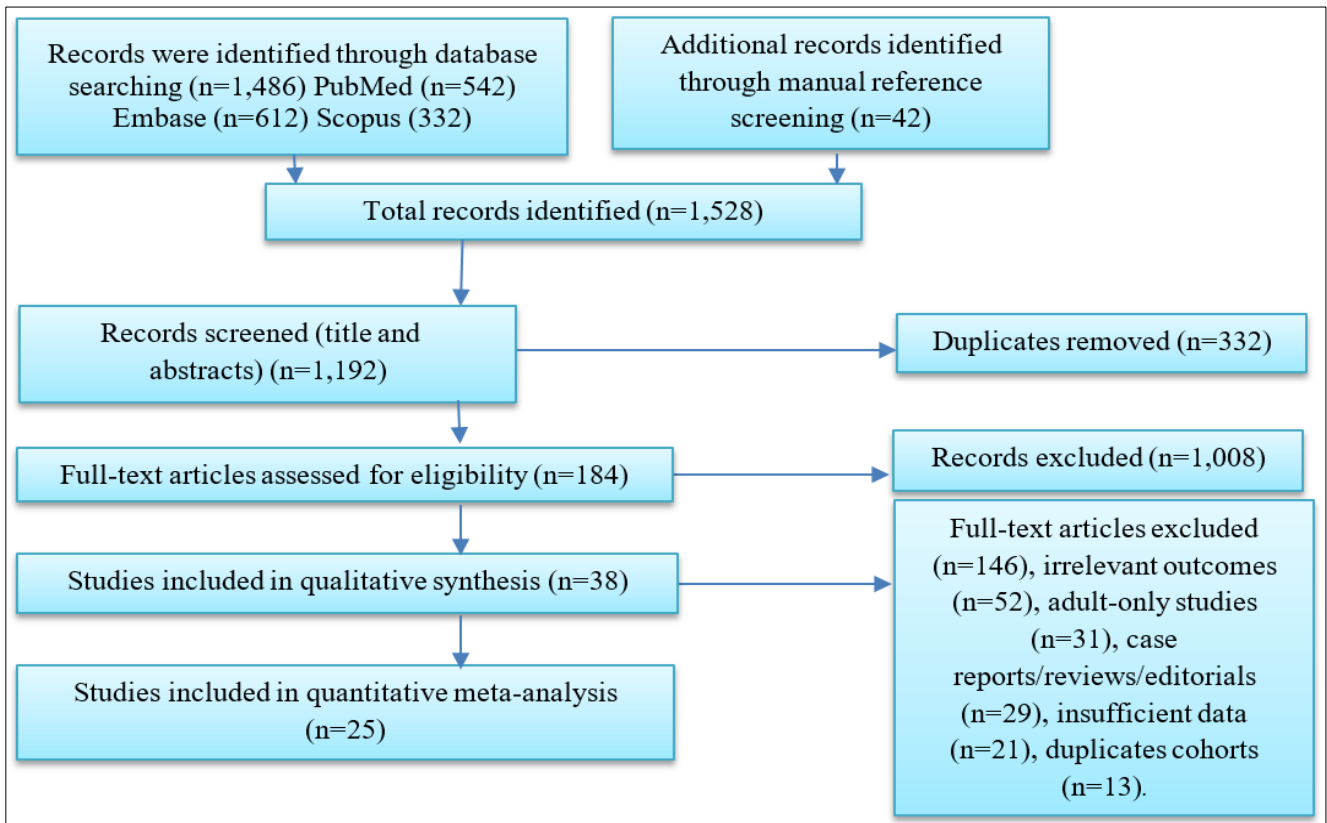 Records were identified through database
searching (n=1,486) PubMed (n=542)
Embase (n=612) Scopus (332)
Additional records identified
through manual reference
screening (n=42)
Total records identified (n=1,528)
Records screened (title and
abstracts) (n=1,192)
Duplicates removed (n=332)
Full-text articles assessed for eligibility (n=184)
Records excluded (n=1,008)
Studies included in qualitative synthesis (n=38)
Full-text articles excluded
(n=146), irrelevant outcomes
(n=52), adult-only studies
(n=31), case
reports/reviews/editorials
(n=29), insufficient data
(n=21), duplicates cohorts
(n=13).
Studies included in quantitative meta-analysis
(n=25)